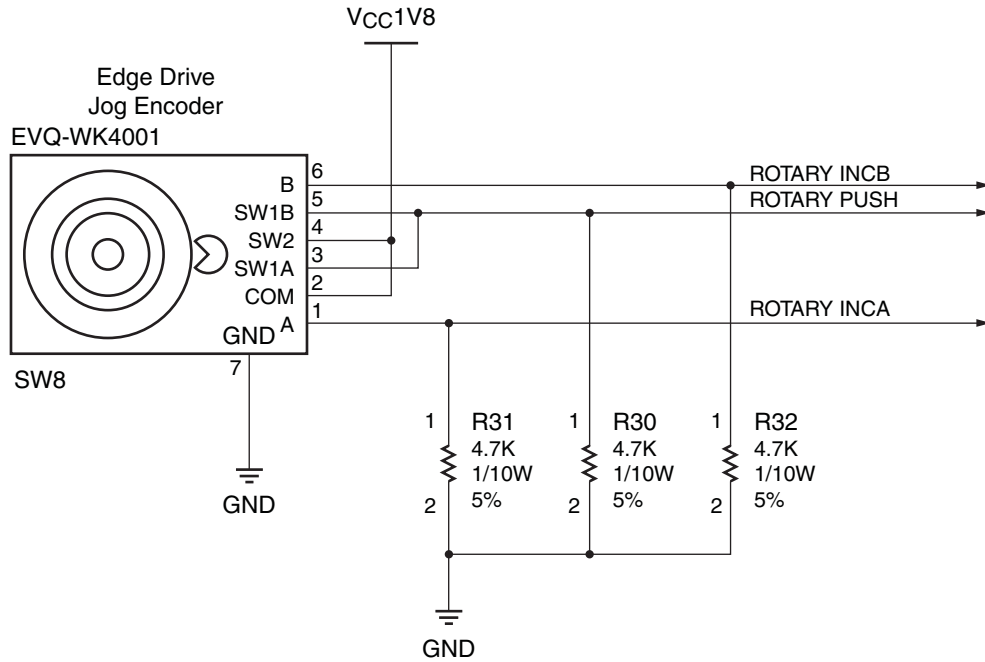 VCC1V8
Edge Drive
Jog Encoder
EVQ-WK4001
B
6
ROTARY INCB
SW1B
5
ROTARY PUSH
SW2
4
SW1A
3
COM
2
A
1
ROTARY INCA
GND
7
SW8
GND
1
R31
4.7K
1/10W
5%
2
1
R30
4.7K
1/10W
5%
2
1
R32
4.7K
1/10W
5%
2
GND